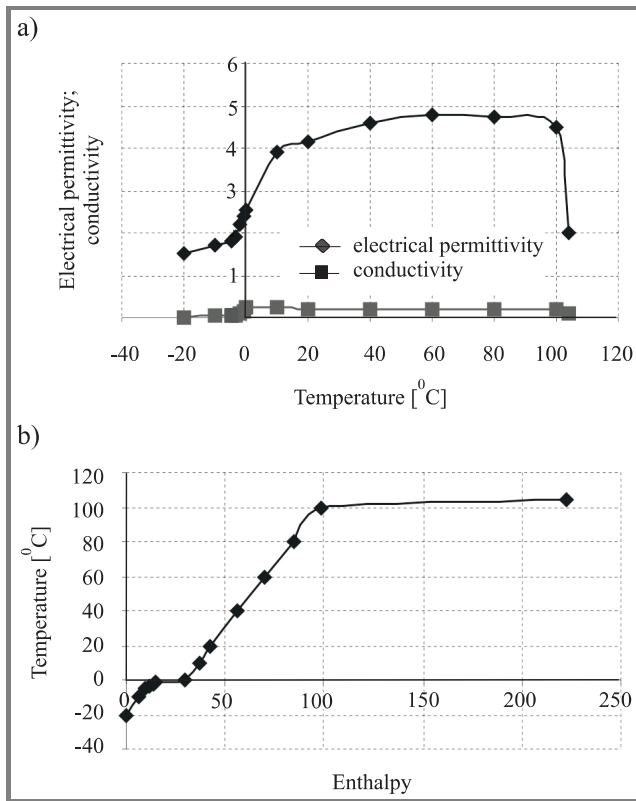 a)
6
5
4
3
2
1
Electrical permittivity;
conductivity
electrical permittivity
conductivity
-40 -20 0 20 40 60 80 100 120
Temperature [⁰C]
b)
120
100
80
60
40
20
0
-20
-40
Temperature [⁰C]
0 50 100 150 200 250
Enthalpy